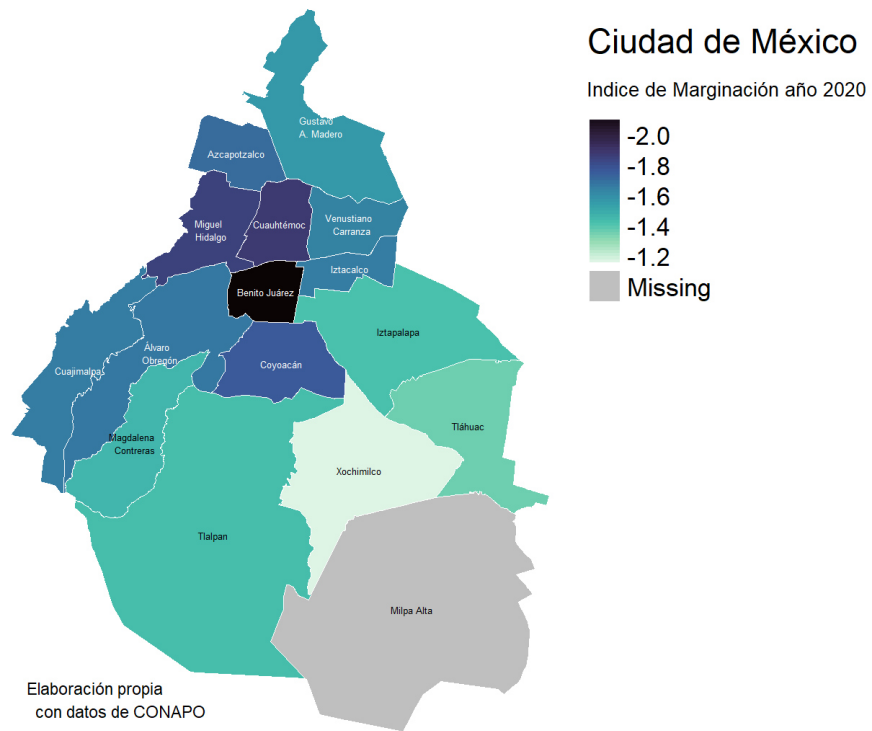 Ciudad de México
Indice de Marginación año 2020
-2.0
-1.8
-1.6
-1.4
-1.2
Missing
Gustavo
A. Madero
Azcapotzalco
Miguel
Hidalgo
Cuauhtémoc
Venustiano
Carranza
Iztacalco
Benito Juárez
Iztapalapa
Álvaro
Obregón
Cuajimalpa
Coyoacán
Tláhuac
Magdalena
Contreras
Xochimilco
Tlalpan
Milpa Alta
Elaboración propia
con datos de CONAPO